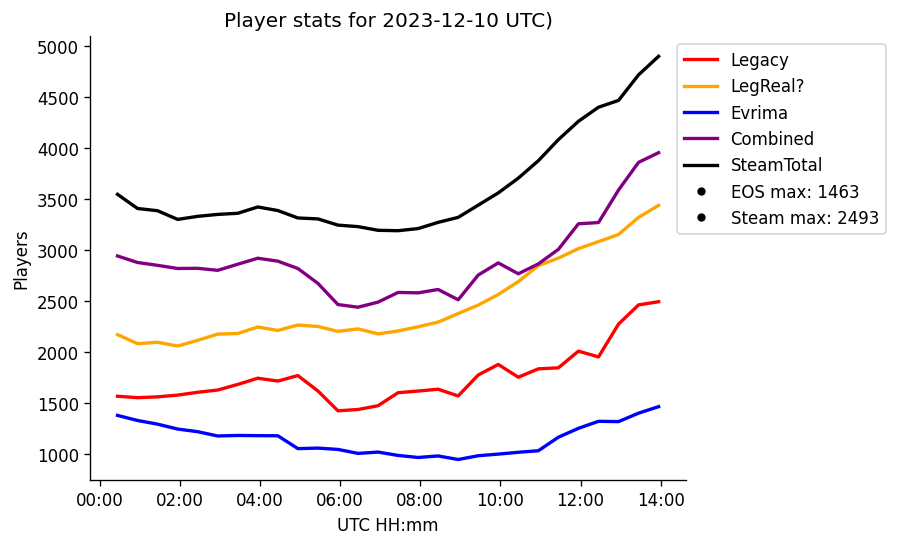 Player stats for 2023-12-10 UTC)
5000
4500
4000
3500
3000
2500
2000
1500
1000
Players
00:00 02:00 04:00 06:00 08:00 10:00 12:00 14:00
UTC HH:mm
Legacy
LegReal?
Evrima
Combined
SteamTotal
EOS max: 1463
Steam max: 2493